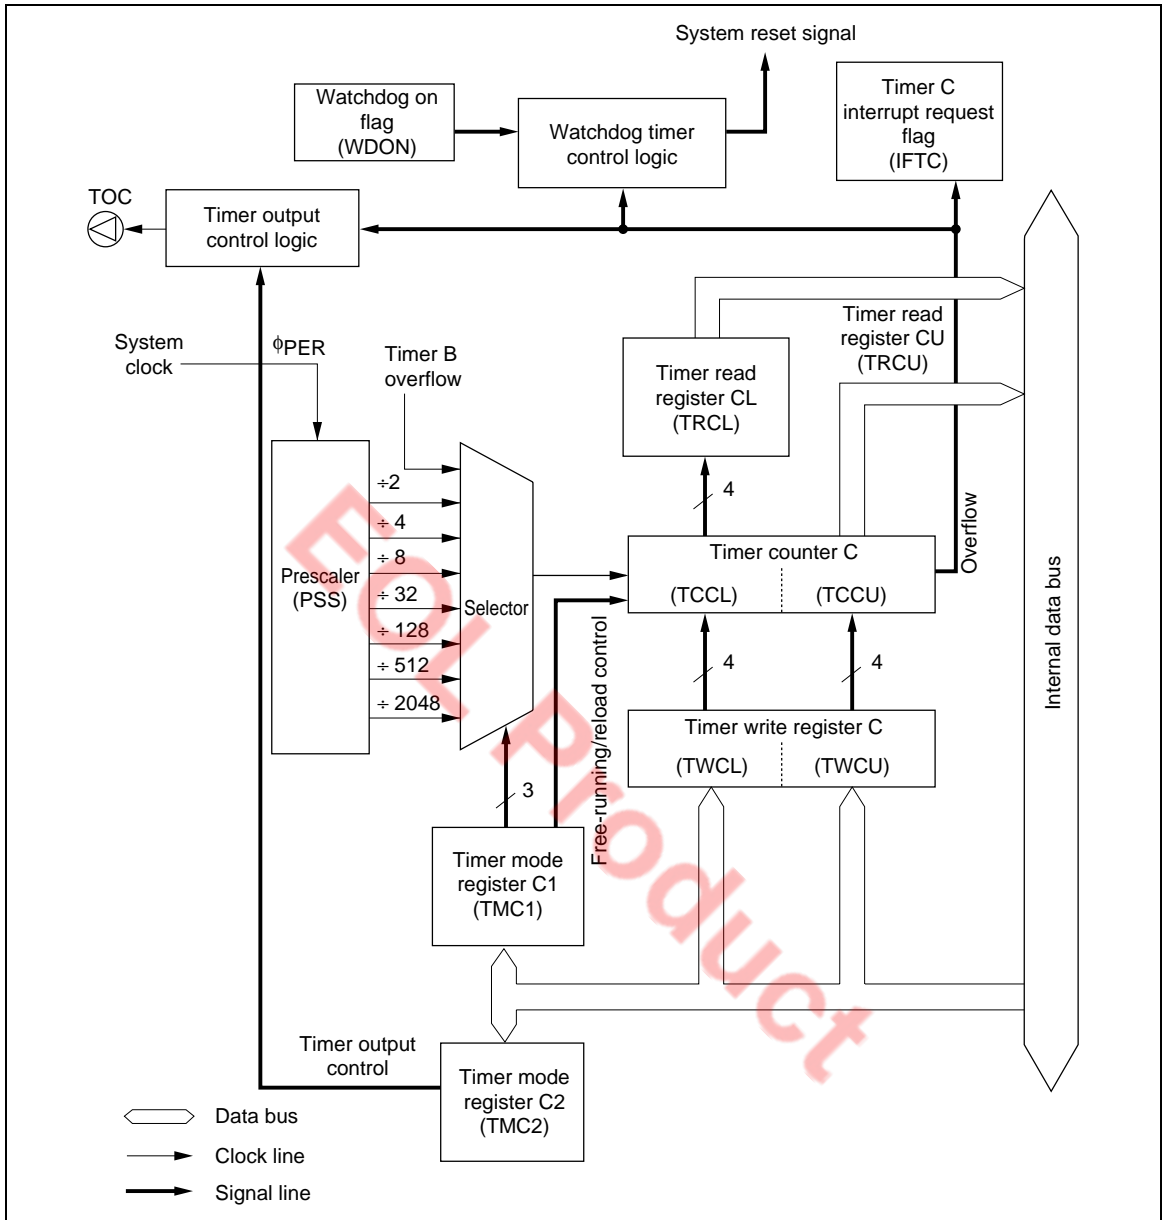 System reset signal
Watchdog on
flag
(WDON)
Watchdog timer
control logic
Timer C
interrupt request
flag
(IFTC)
TOC
Timer output
control logic
System
clock
ϕPER
Timer B
overflow
Timer read
register CL
(TRCL)
Timer read
register CU
(TRCU)
÷2
÷ 4
÷ 8
÷ 32
÷ 128
÷ 512
÷ 2048
Prescaler
(PSS)
Selector
4
Timer counter C
(TCCL)
(TCCU)
Overflow
Internal data bus
Free-running/reload control
4
4
Timer write register C
(TWCL)
(TWCU)
3
Timer mode
register C1
(TMC1)
Timer output
control
Timer mode
register C2
(TMC2)
Data bus
Clock line
Signal line
EOL Product